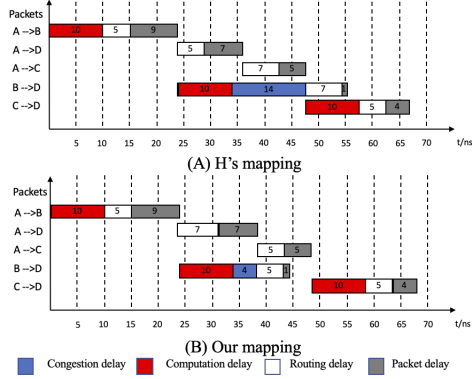 Packets
A -->B 10 5 9
A -->D 5 7
A -->C 7 5
B -->D 10 14 7 1
C -->D 10 5 4
5 10 15 20 25 30 35 40 45 50 55 60 65 70 t/ns
(A) H's mapping
Packets
A -->B 10 5 9
A -->D 7 7
A -->C 5 5
B -->D 10 4 5 1
C -->D 10 5 4
5 10 15 20 25 30 35 40 45 50 55 60 65 70 t/ns
(B) Our mapping
Congestion delay Computation delay Routing delay Packet delay